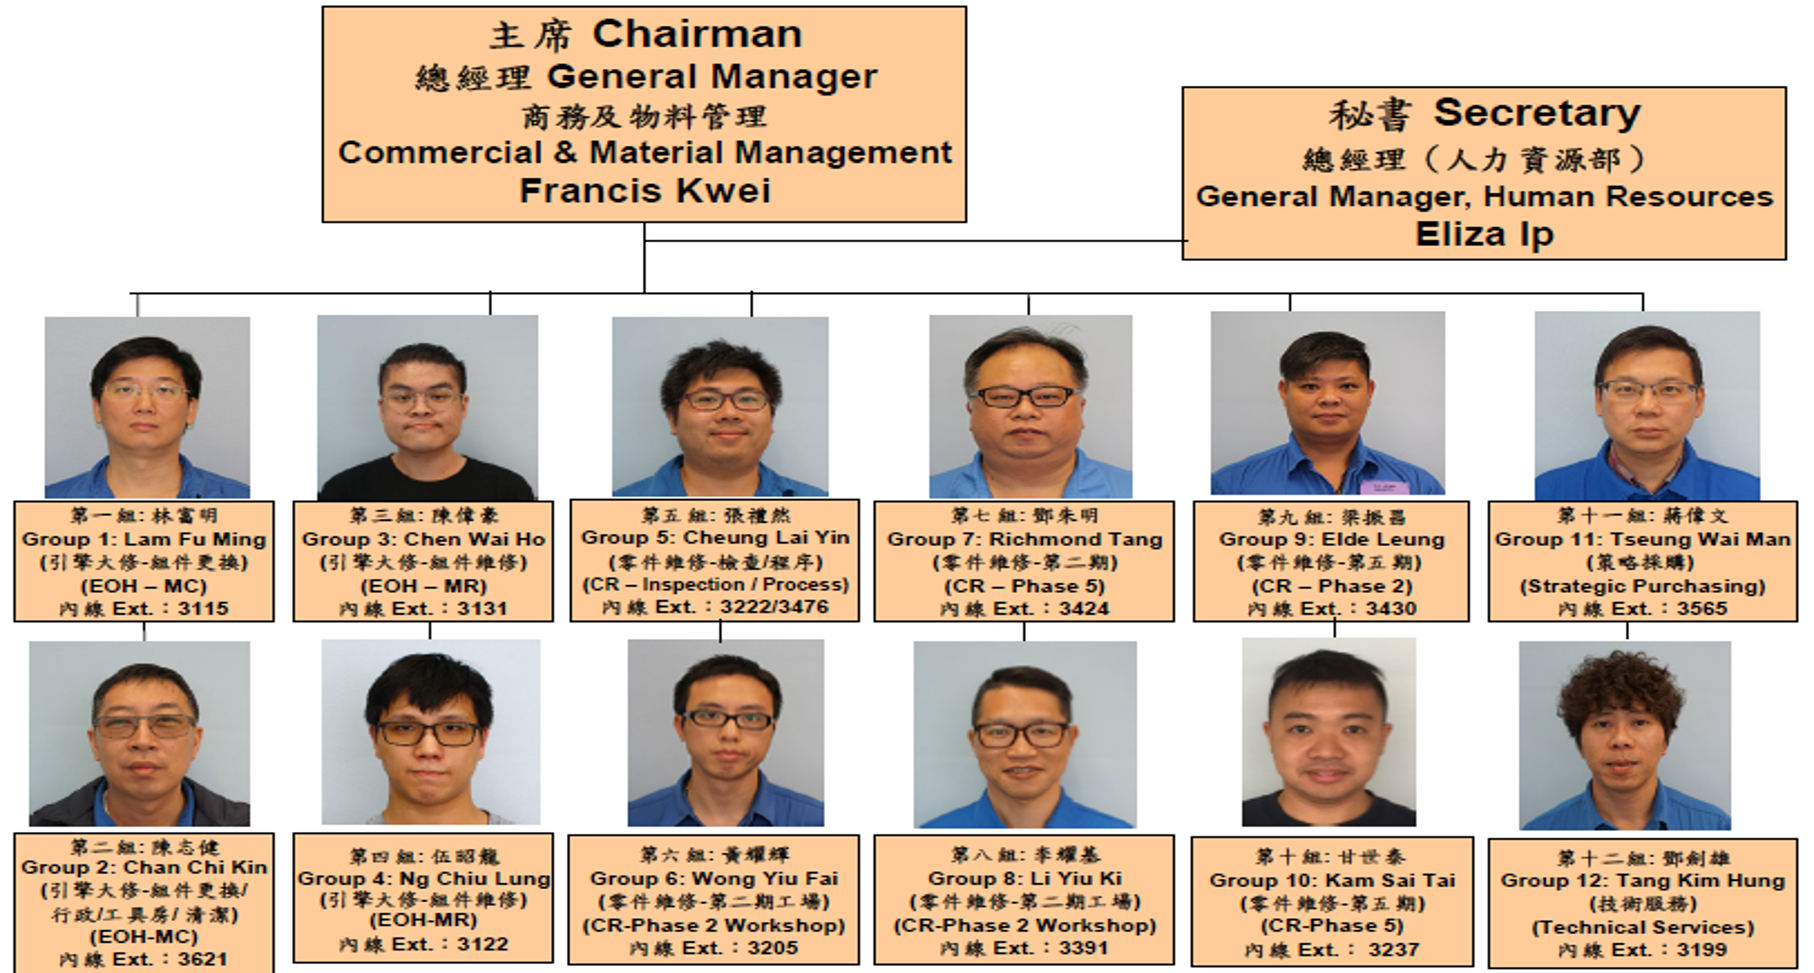 主席 Chairman
總經理 General Manager
商務及物料管理
Commercial & Material Management
Francis Kwei
秘書 Secretary
總經理（人力資源部）
General Manager, Human Resources
Eliza Ip
第一組: 林富明
Group 1: Lam Fu Ming
(引擎大修-組件更換)
(EOH – MC)
內線 Ext.：3115
第三組: 陳偉豪
Group 3: Chen Wai Ho
(引擎大修-組件維修)
(EOH – MR)
內線 Ext.：3131
第五組: 張禮然
Group 5: Cheung Lai Yin
(零件維修-檢查/程序)
(CR – Inspection / Process)
內線 Ext.：3222/3476
第七組: 鄧朱明
Group 7: Richmond Tang
(零件維修-第二期)
(CR – Phase 5)
內線 Ext.：3424
第九組: 梁振器
Group 9: Elde Leung
(零件維修-第五期)
(CR – Phase 2)
內線 Ext.：3430
第十一組: 蔣偉文
Group 11: Tseung Wai Man
(策略採購)
(Strategic Purchasing)
內線 Ext.：3565
第二組: 陳志健
Group 2: Chan Chi Kin
(引擎大修-組件更換/
行政/工具房/ 清潔)
(EOH-MC)
內線 Ext.：3621
第四組: 伍昭龍
Group 4: Ng Chiu Lung
(引擎大修-組件維修)
(EOH-MR)
內線 Ext.：3122
第六組: 黃耀輝
Group 6: Wong Yiu Fai
(零件維修-第二期工場)
(CR-Phase 2 Workshop)
內線 Ext.：3205
第八組: 李耀基
Group 8: Li Yiu Ki
(零件維修-第二期工場)
(CR-Phase 2 Workshop)
內線 Ext.：3391
第十組: 甘世泰
Group 10: Kam Sai Tai
(零件維修-第五期)
(CR-Phase 5)
內線 Ext.： 3237
第十二組: 鄧劍雄
Group 12: Tang Kim Hung
(技術服務)
(Technical Services)
內線 Ext.：3199